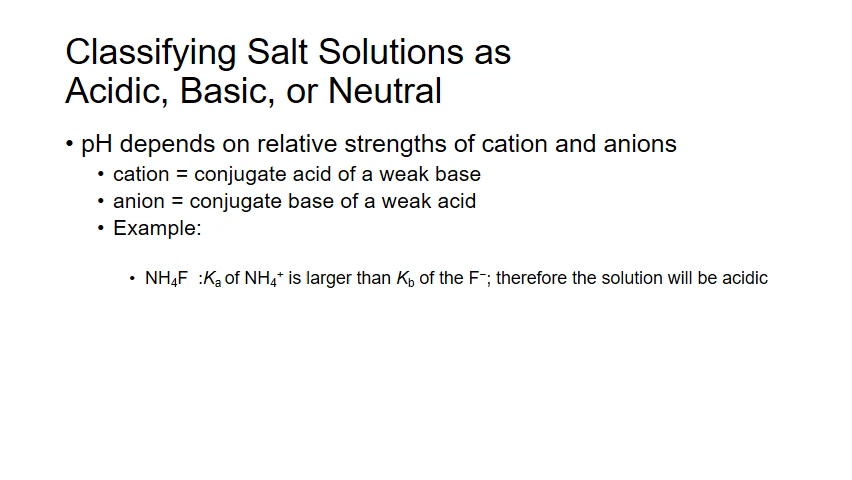 Classifying Salt Solutions as
Acidic, Basic, or Neutral
• pH depends on relative strengths of cation and anions
• cation = conjugate acid of a weak base
• anion = conjugate base of a weak acid
• Example:
• NH₄F :Kₐ of NH₄⁺ is larger than K_b of the F⁻; therefore the solution will be acidic